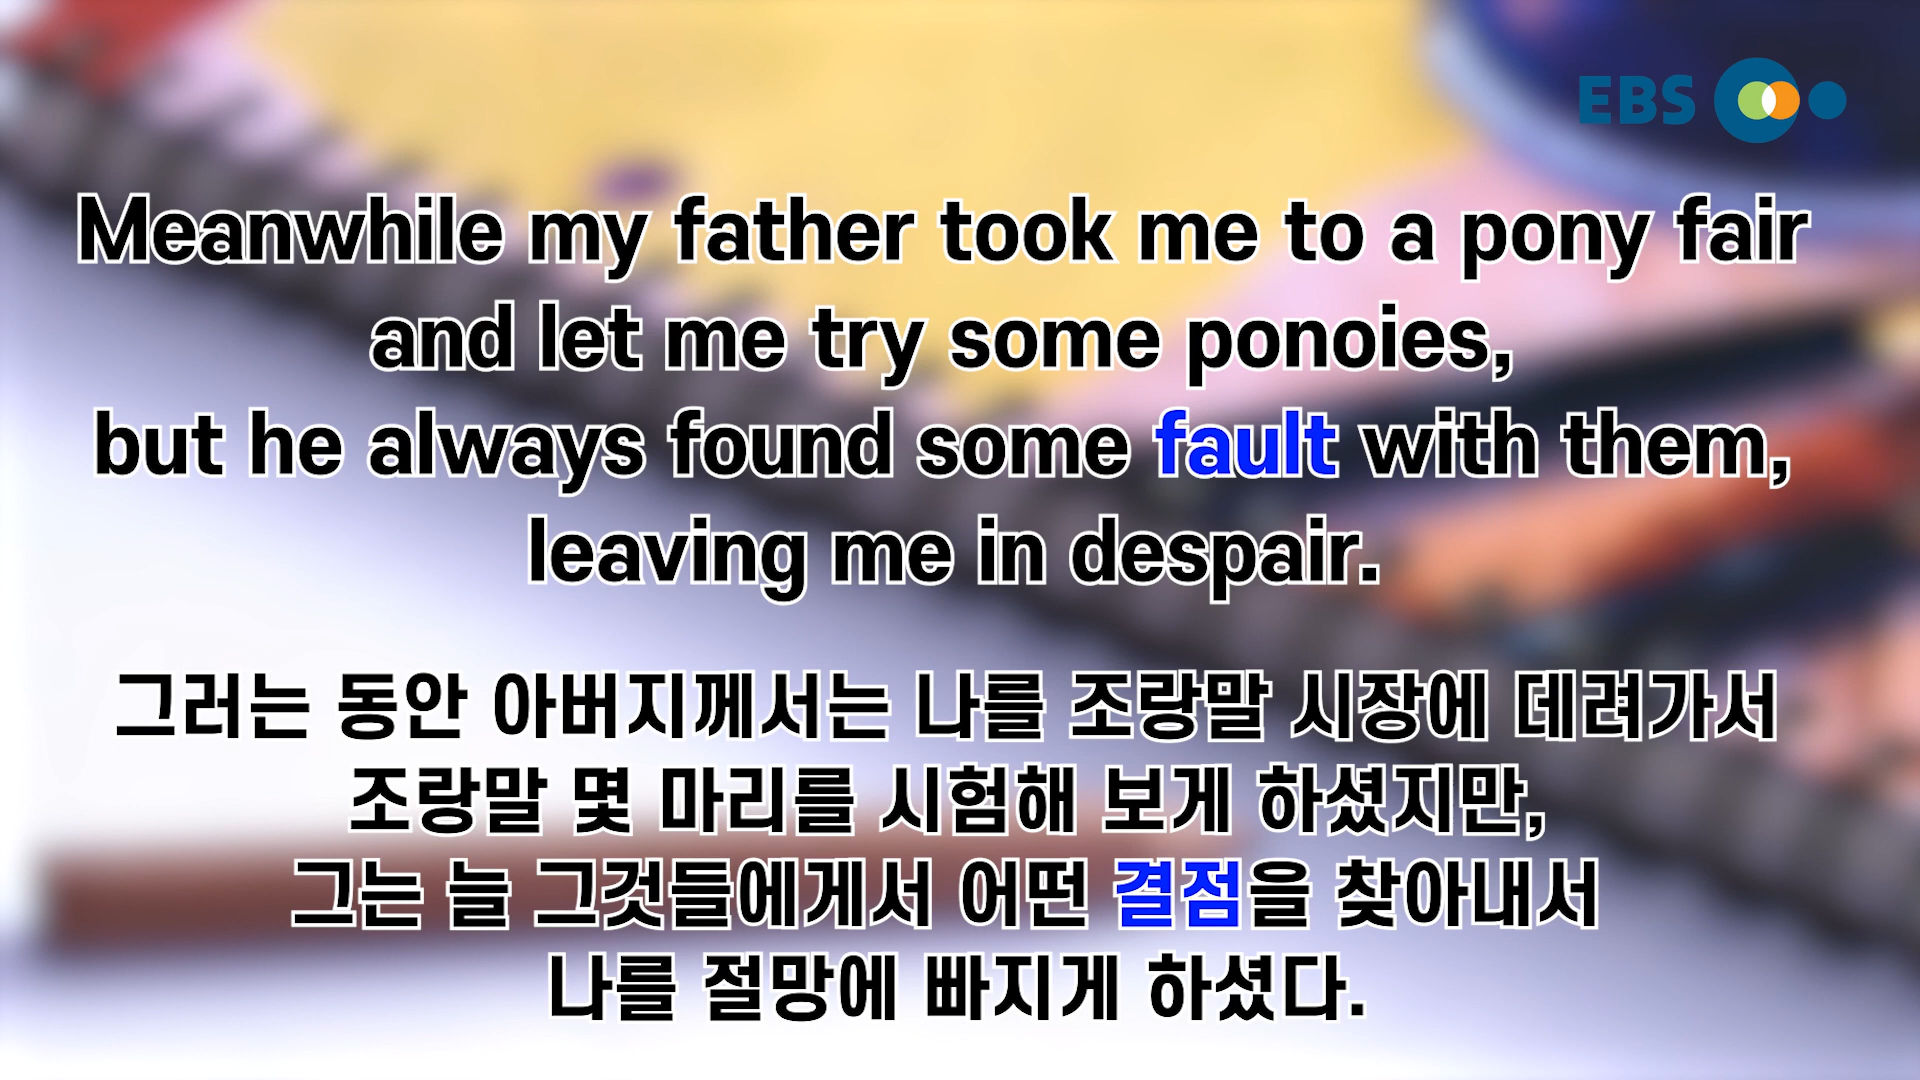 EBS
Meanwhile my father took me to a pony fair
and let me try some ponoies,
but he always found some fault with them,
leaving me in despair.
그러는 동안 아버지께서는 나를 조랑말 시장에 데려가서
조랑말 몇 마리를 시험해 보게 하셨지만,
그는 늘 그것들에게서 어떤 결점을 찾아내서
나를 절망에 빠지게 하셨다.